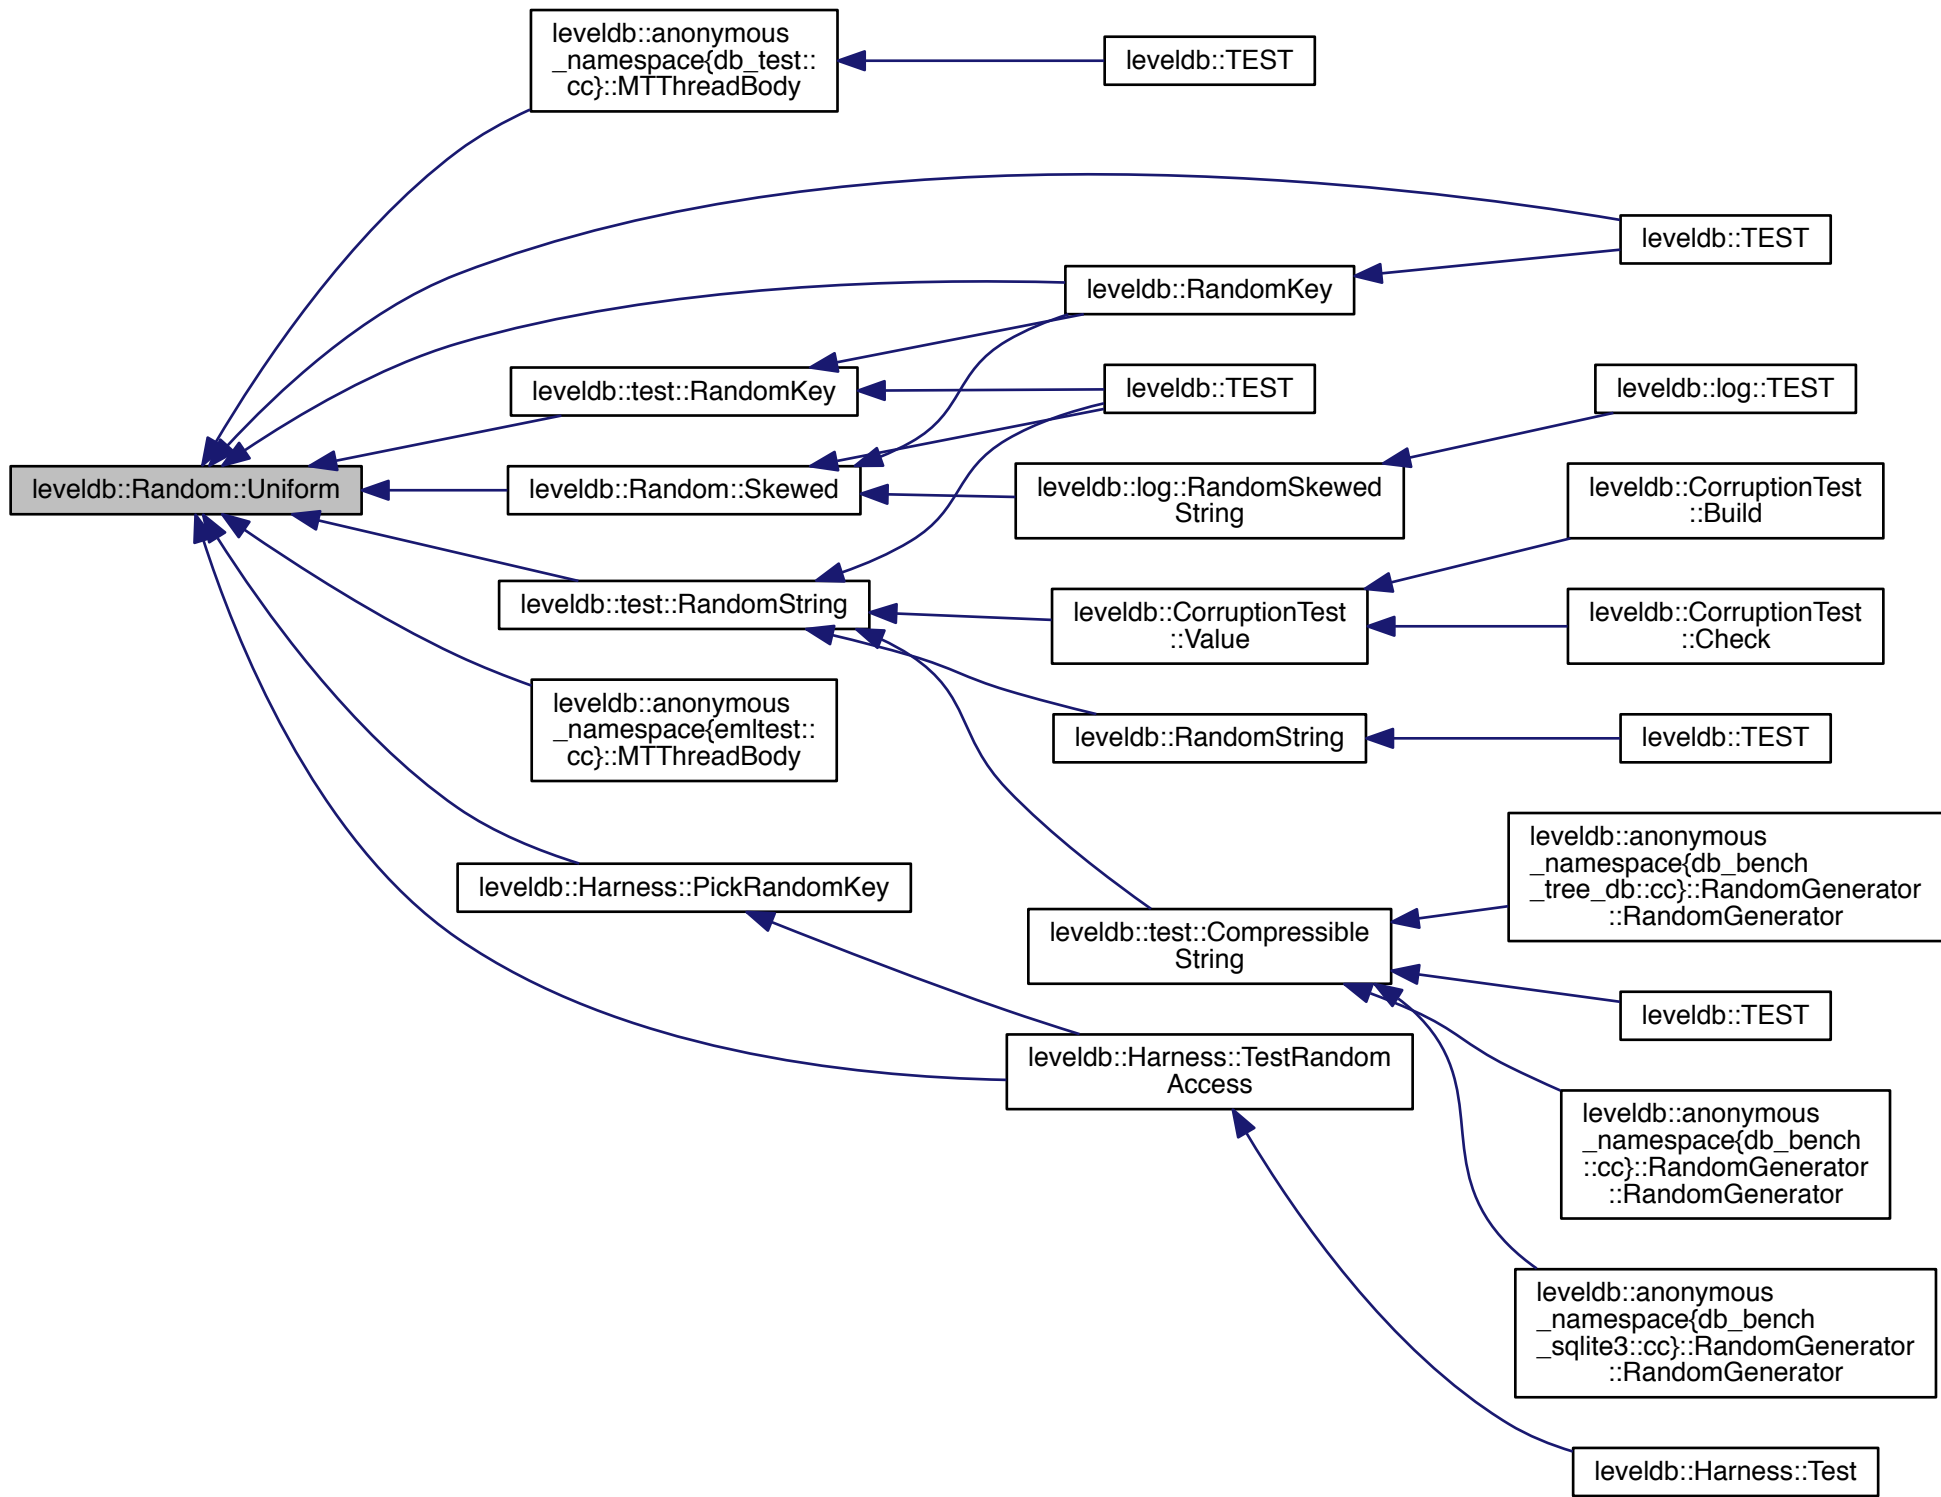 leveldb::anonymous
_namespace{db_test::
cc}::MTThreadBody
leveldb::TEST
leveldb::TEST
leveldb::RandomKey
leveldb::test::RandomKey
leveldb::TEST
leveldb::log::TEST
leveldb::Random::Uniform
leveldb::Random::Skewed
leveldb::log::RandomSkewed
String
leveldb::CorruptionTest
::Build
leveldb::test::RandomString
leveldb::CorruptionTest
::Value
leveldb::CorruptionTest
::Check
leveldb::anonymous
_namespace{emltest::
cc}::MTThreadBody
leveldb::RandomString
leveldb::TEST
leveldb::Harness::PickRandomKey
leveldb::anonymous
_namespace{db_bench
_tree_db::cc}::RandomGenerator
::RandomGenerator
leveldb::test::Compressible
String
leveldb::TEST
leveldb::Harness::TestRandom
Access
leveldb::anonymous
_namespace{db_bench
::cc}::RandomGenerator
::RandomGenerator
leveldb::anonymous
_namespace{db_bench
_sqlite3::cc}::RandomGenerator
::RandomGenerator
leveldb::Harness::Test